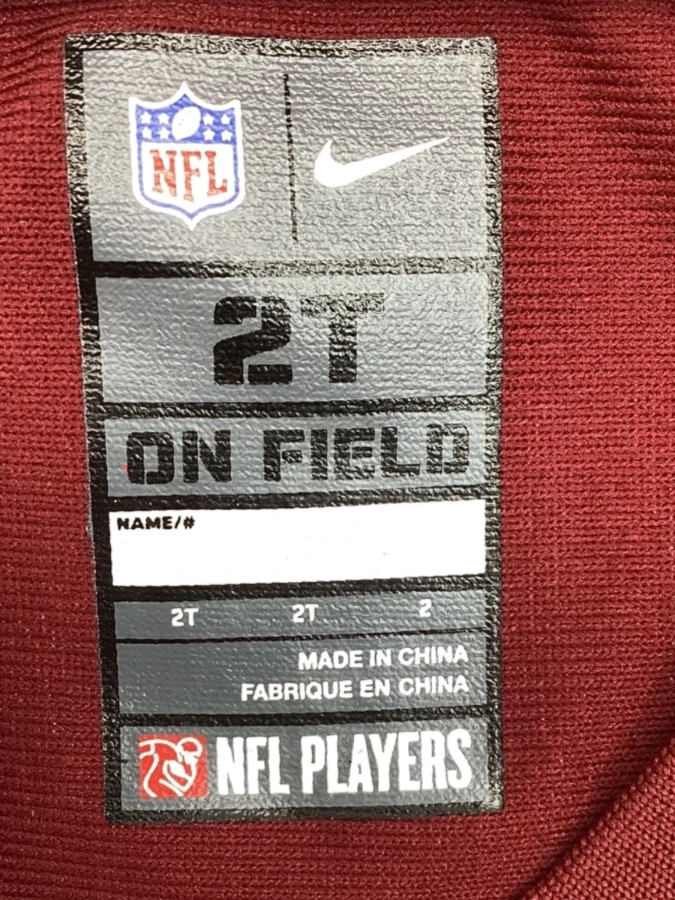 NFL
2T
ON FIELD
NAME/#
2T 2T 2
MADE IN CHINA
FABRIQUE EN CHINA
NFL PLAYERS